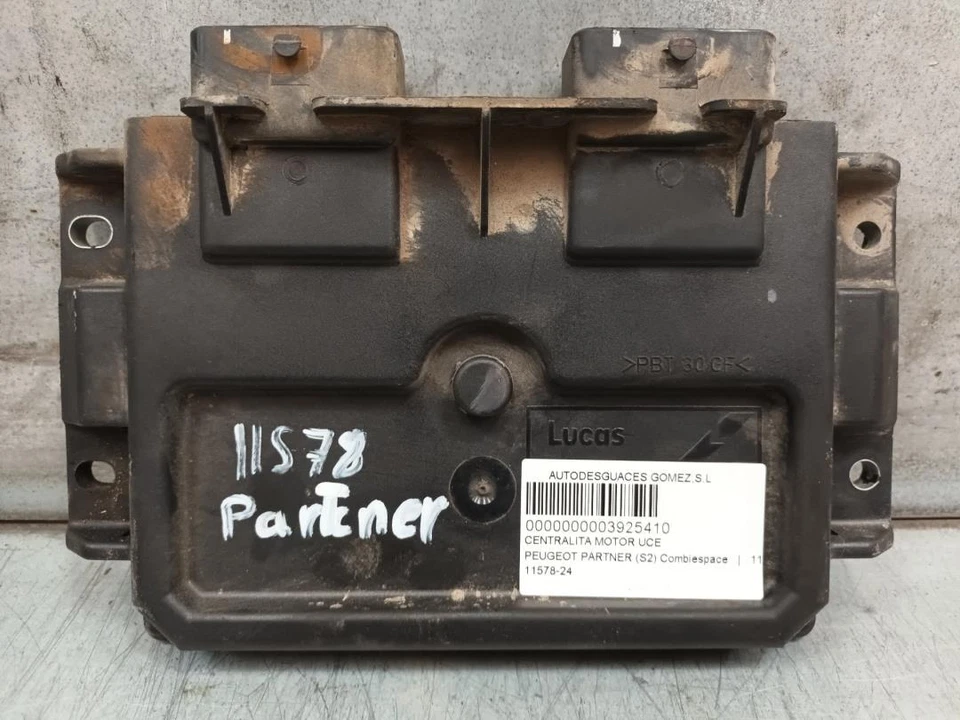 >PBT 30 GF<
Lucas
11578
Partner
AUTODESGUACES GOMEZ.S.L
0000000003925410
CENTRALITA MOTOR UCE
PEUGEOT PARTNER (S2) Combiespace | 11
11578-24